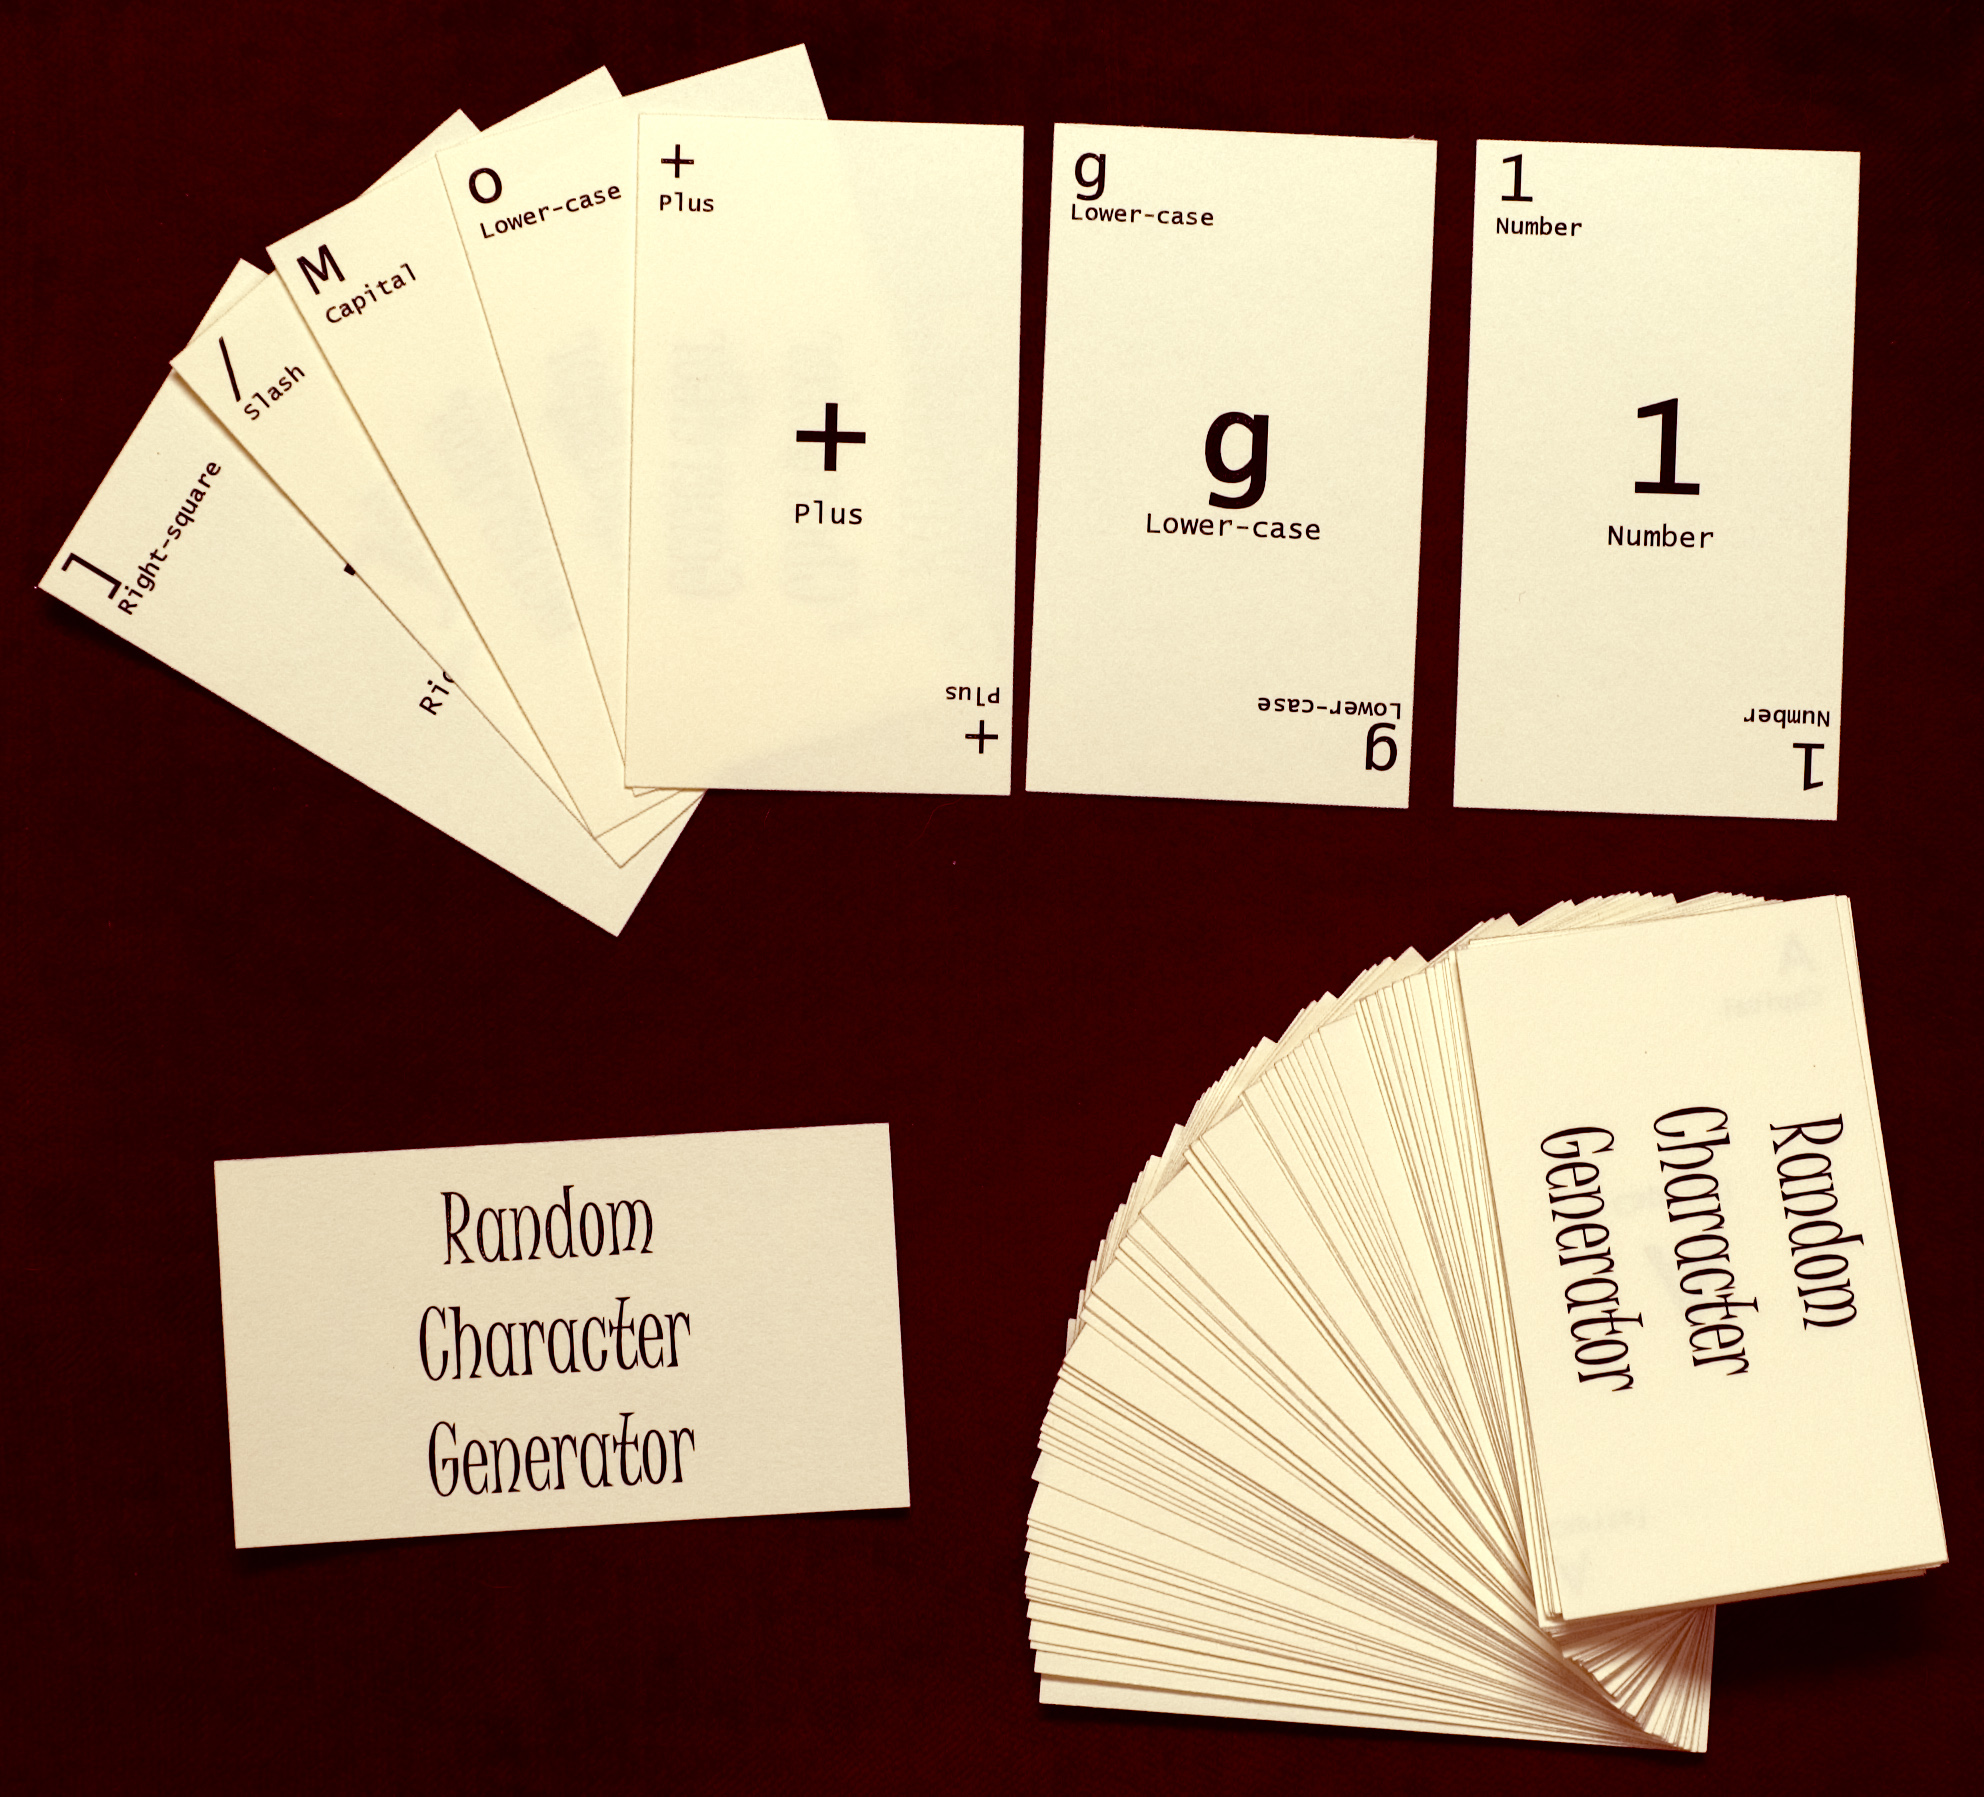 ]
Right-square
Ri
/
Slash
M
Capital
o
Lower-case
+
Plus
+
Plus
Plus
+
g
Lower-case
g
Lower-case
Lower-case
g
1
Number
1
Number
Number
1
Random
Character
Generator
Random
Character
Generator